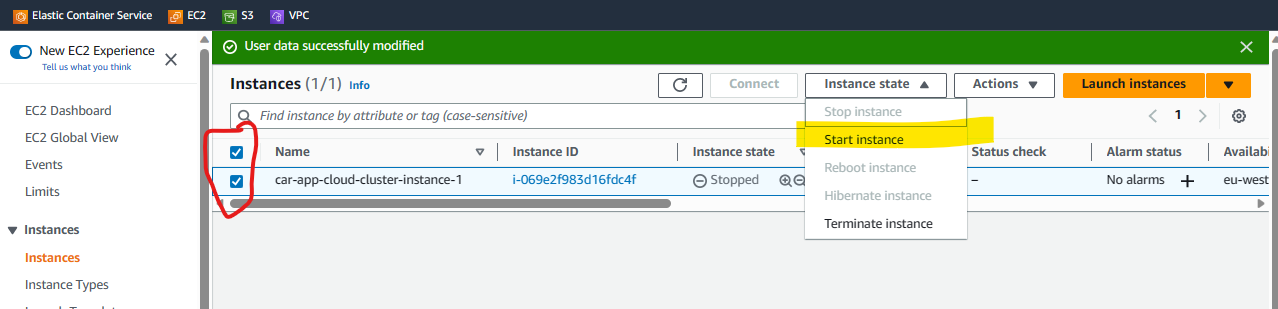 Elastic Container Service EC2 S3 VPC
New EC2 Experience
Tell us what you think
EC2 Dashboard
EC2 Global View
Events
Limits
Instances
Instances
Instance Types
User data successfully modified
Instances (1/1) Info
Connect
Instance state
Actions
Launch instances
Find instance by attribute or tag (case-sensitive)
1
Stop instance
Start instance
Reboot instance
Hibernate instance
Terminate instance
Name Instance ID Instance state Status check Alarm status Availabi
car-app-cloud-cluster-instance-1 i-069e2f983d16fdc4f Stopped – No alarms + eu-west